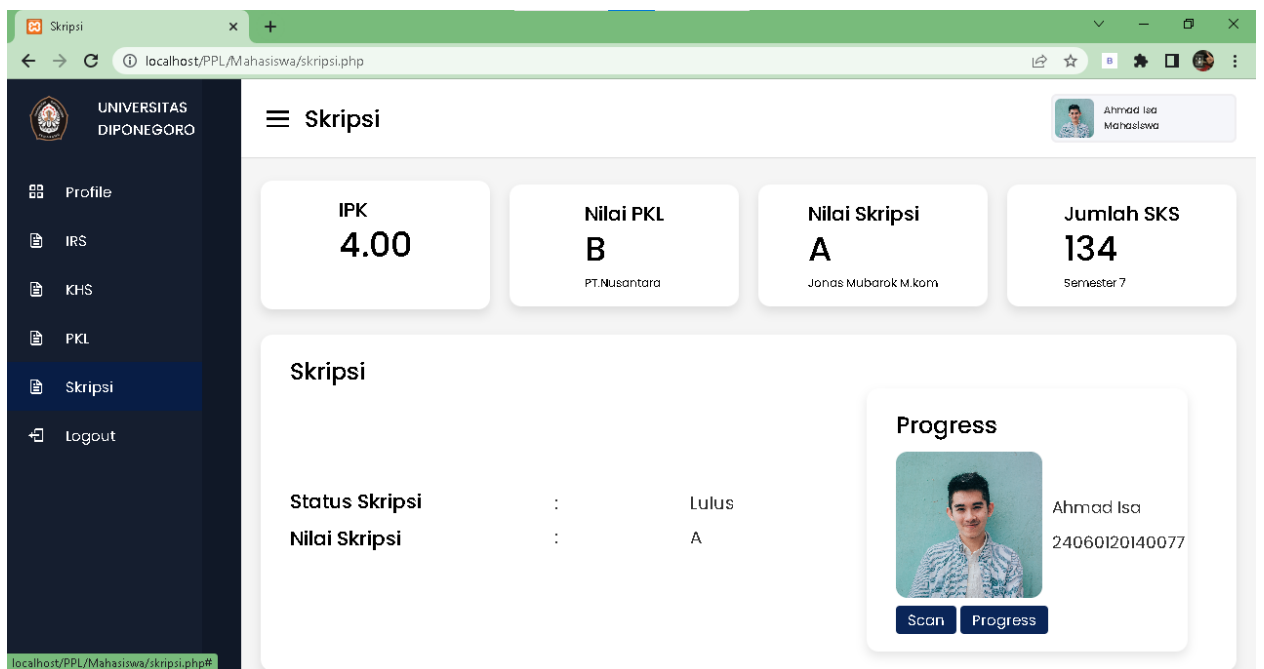 Skripsi
localhost/PPL/Mahasiswa/skripsi.php
UNIVERSITAS
DIPONEGORO
Skripsi
Ahmad Isa
Mahasiswa
Profile
IRS
KHS
PKL
Skripsi
Logout
IPK
4.00
Nilai PKL
B
PT.Nusantara
Nilai Skripsi
A
Jonas Mubarok M.kom
Jumlah SKS
134
Semester 7
Skripsi
Status Skripsi : Lulus
Nilai Skripsi : A
Progress
Ahmad Isa
24060120140077
Scan Progress
localhost/PPL/Mahasiswa/skripsi.php#